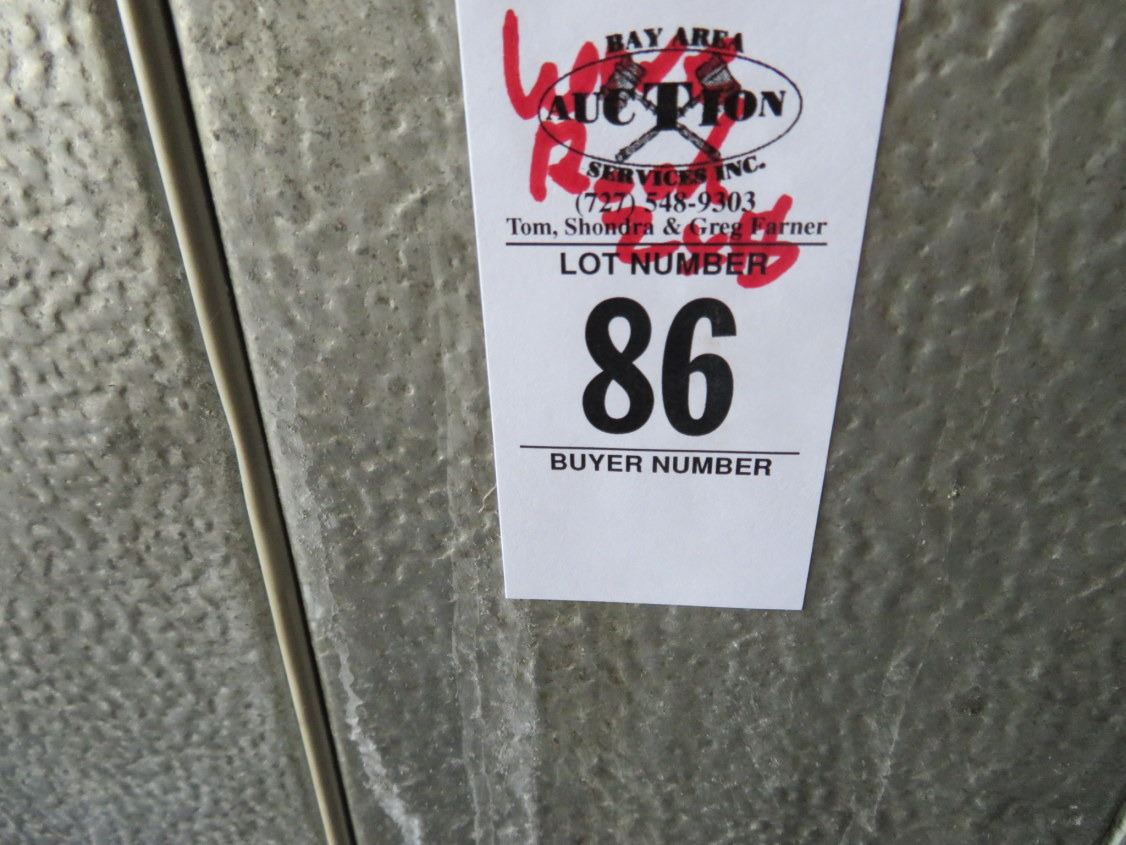 BAY AREA
AUCTION
SERVICES INC.
(727) 548-9303
Tom, Shondra & Greg Farner
LOT NUMBER
86
BUYER NUMBER